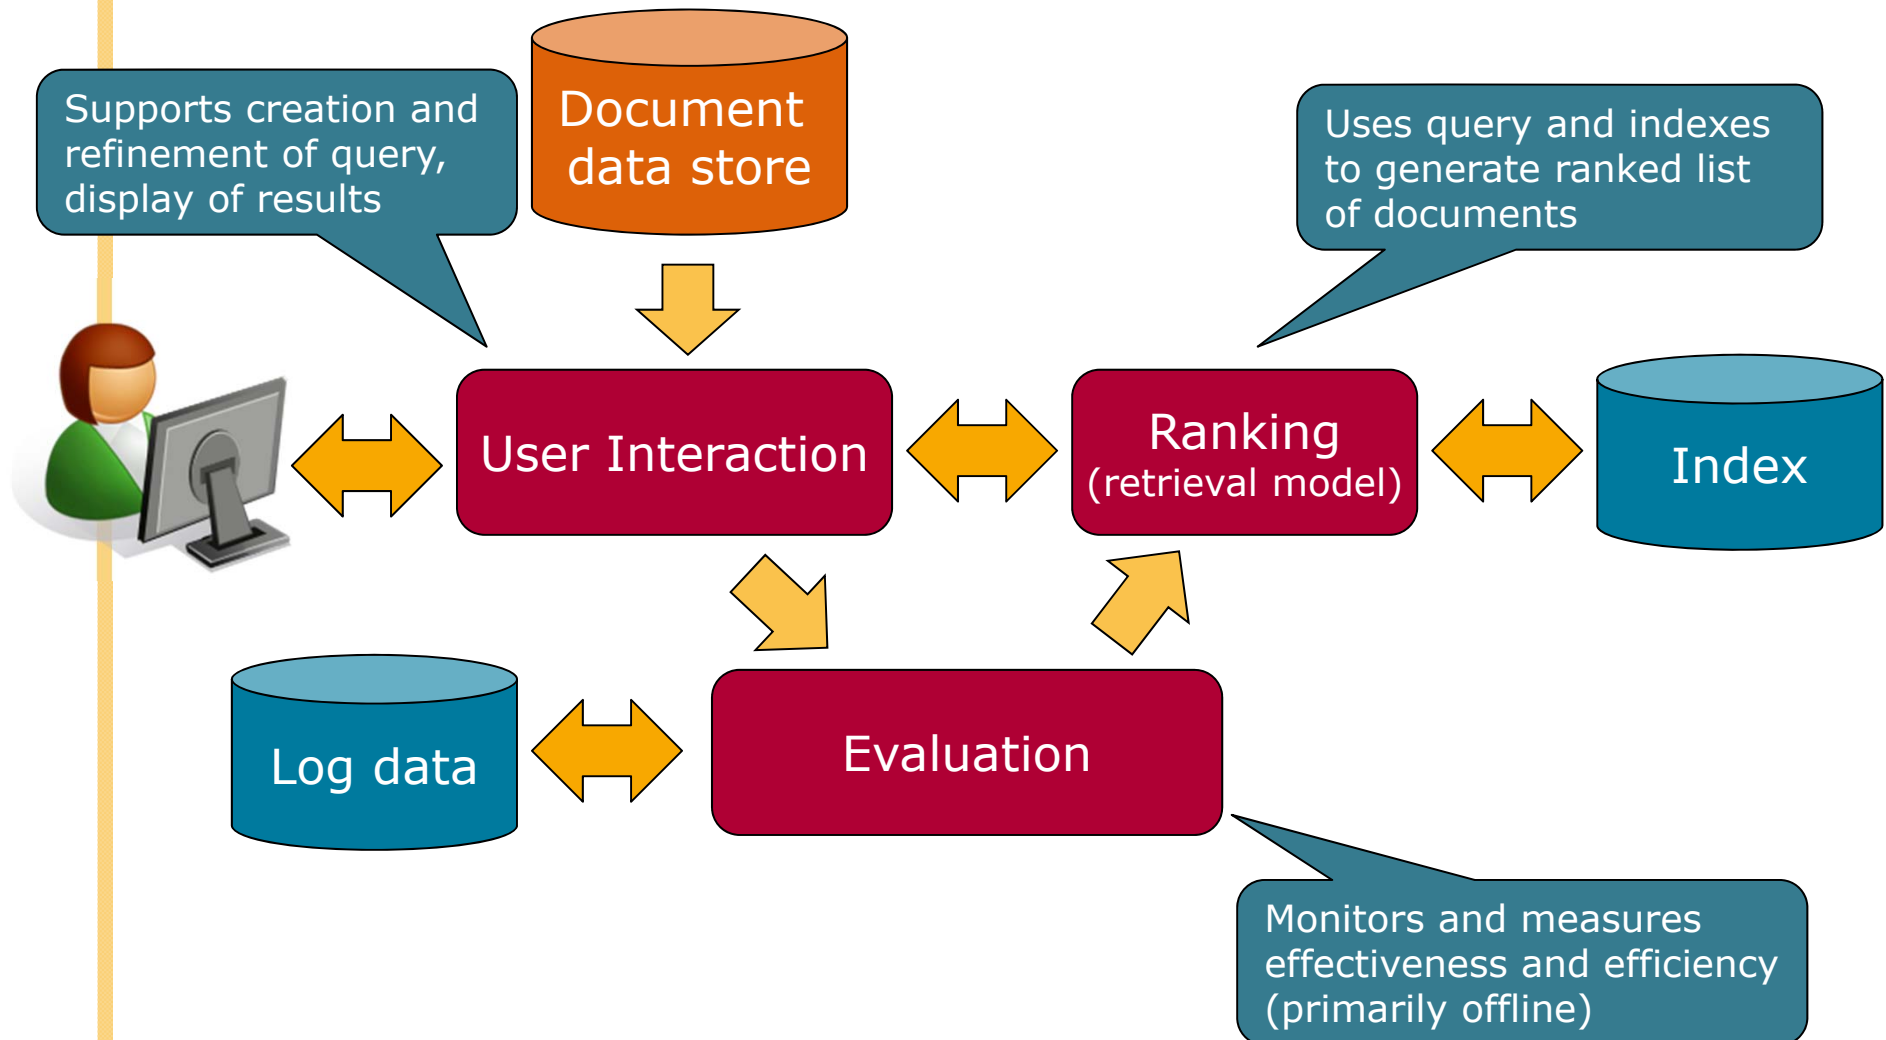 Supports creation and
refinement of query,
display of results
Document
data store
Uses query and indexes
to generate ranked list
of documents
User Interaction
Ranking
(retrieval model)
Index
Log data
Evaluation
Monitors and measures
effectiveness and efficiency
(primarily offline)